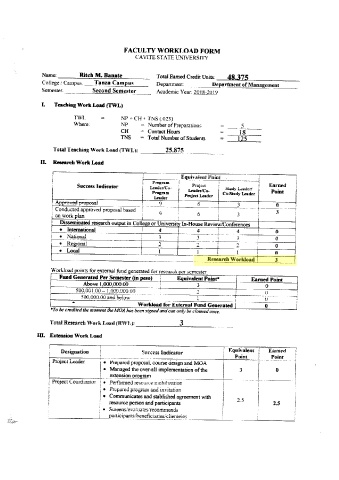 FACULTY WORKLOAD FORM
CAVITE STATE UNIVERSITY
Name: Ritch M. Banate Total Earned Credit Units: 48.375
College / Campus: Tanza Campus Department: Department of Management
Semester: Second Semester Academic Year: 2018-2019
I. Teaching Work Load (TWL)
TWL = NP + CH + TNS (.025)
Where: NP = Number of Preparations = 5
CH = Contact Hours = 18
TNS = Total Number of Students = 125
Total Teaching Work Load (TWL): 25.875
II. Research Work Load
Success Indicator Equivalent Point Earned Point
Program Leader/Co-Program Leader Project Leader/Co-Project Leader Study Leader/Co-Study Leader
Approved proposal 9 6 3 0
Conducted approved proposal based on work plan 9 6 3 3
Disseminated research output in College or University In-House Review/Conferences
• International 4 4 4 0
• National 3 3 3 0
• Regional 2 2 2 0
• Local 1 1 1 0
Research Workload 3
Workload points for external fund generated for research per semester
Fund Generated Per Semester (in peso) Equivalent Point* Earned Point
Above 1,000,000.00 3 0
500,001.00 – 1,000,000.00 2 0
500,000.00 and below 0
Workload for External Fund Generated 0
*To be credited the moment the MOA has been signed and can only be claimed once.
Total Research Work Load (RWL): 3
III. Extension Work Load
Designation Success Indicator Equivalent Point Earned Point
Project Leader • Prepared proposal, course design and MOA
• Managed the over-all implementation of the extension program 3 0
Project Coordinator • Performed resource mobilization
• Prepared program and invitation
• Communicates and stablished agreement with resource person and participants
• Screens/evaluates/recommends participants/beneficiaries/clienteles 2.5 2.5